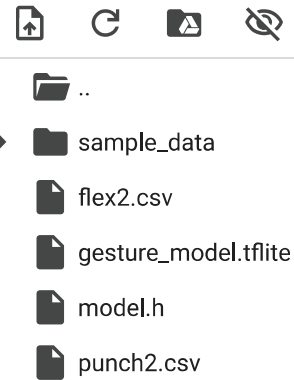 ..
sample_data
flex2.csv
gesture_model.tflite
model.h
punch2.csv